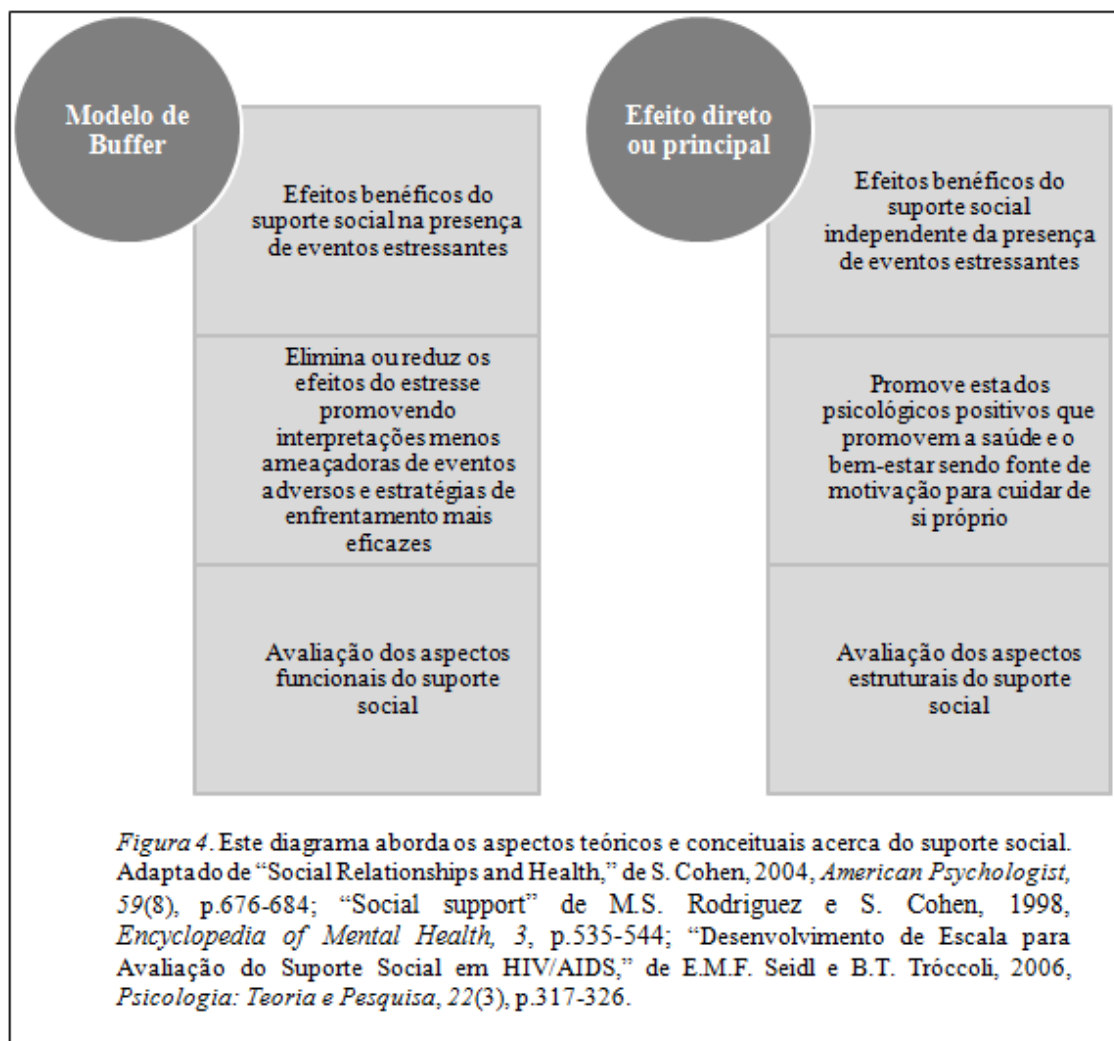 Modelo de
Buffer
Efeitos benéficos do
suporte social na presença
de eventos estressantes
Elimina ou reduz os
efeitos do estresse
promovendo
interpretações menos
ameaçadoras de eventos
adversos e estratégias de
enfrentamento mais
eficazes
Avaliação dos aspectos
funcionais do suporte
social
Efeito direto
ou principal
Efeitos benéficos do
suporte social
independente da presença
de eventos estressantes
Promove estados
psicológicos positivos que
promovem a saúde e o
bem-estar sendo fonte de
motivação para cuidar de
si próprio
Avaliação dos aspectos
estruturais do suporte
social
Figura 4. Este diagrama aborda os aspectos teóricos e conceituais acerca do suporte social.
Adaptado de “Social Relationships and Health,” de S. Cohen, 2004, American Psychologist,
59(8), p.676-684; “Social support” de M.S. Rodriguez e S. Cohen, 1998,
Encyclopedia of Mental Health, 3, p.535-544; “Desenvolvimento de Escala para
Avaliação do Suporte Social em HIV/AIDS,” de E.M.F. Seidl e B.T. Tróccoli, 2006,
Psicologia: Teoria e Pesquisa, 22(3), p.317-326.